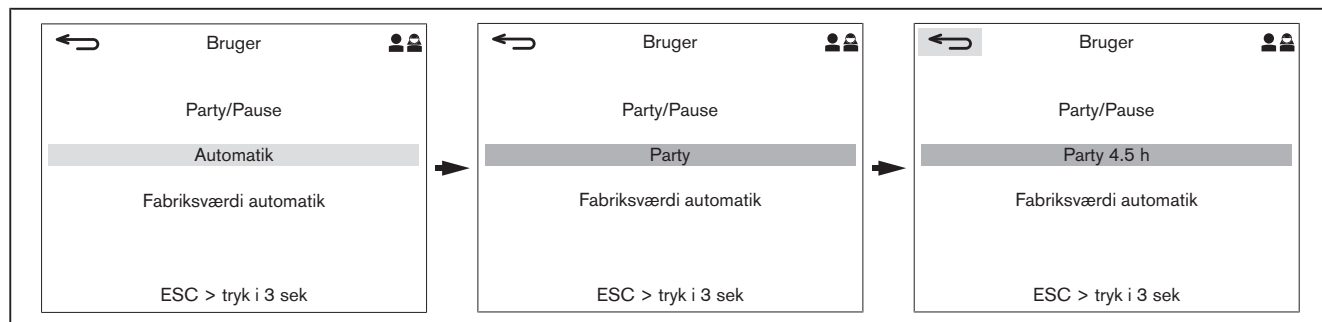 Bruger
Party/Pause
Automatik
Fabriksværdi automatik
ESC > tryk i 3 sek
Bruger
Party/Pause
Party
Fabriksværdi automatik
ESC > tryk i 3 sek
Bruger
Party/Pause
Party 4.5 h
Fabriksværdi automatik
ESC > tryk i 3 sek